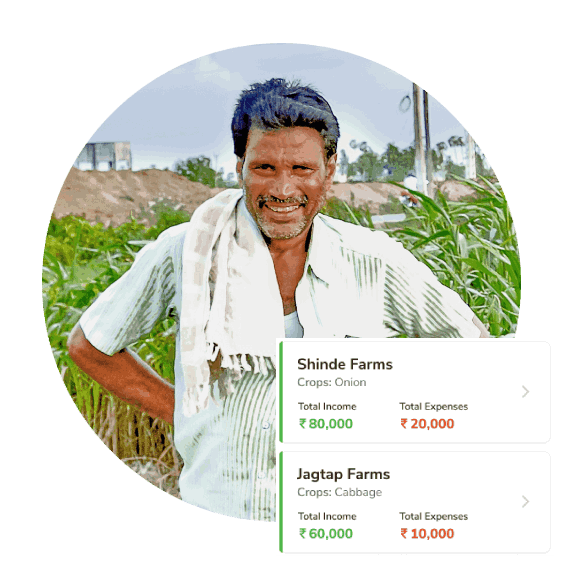 Shinde Farms
Crops: Onion
Total Income Total Expenses
₹ 80,000 ₹ 20,000
Jagtap Farms
Crops: Cabbage
Total Income Total Expenses
₹ 60,000 ₹ 10,000